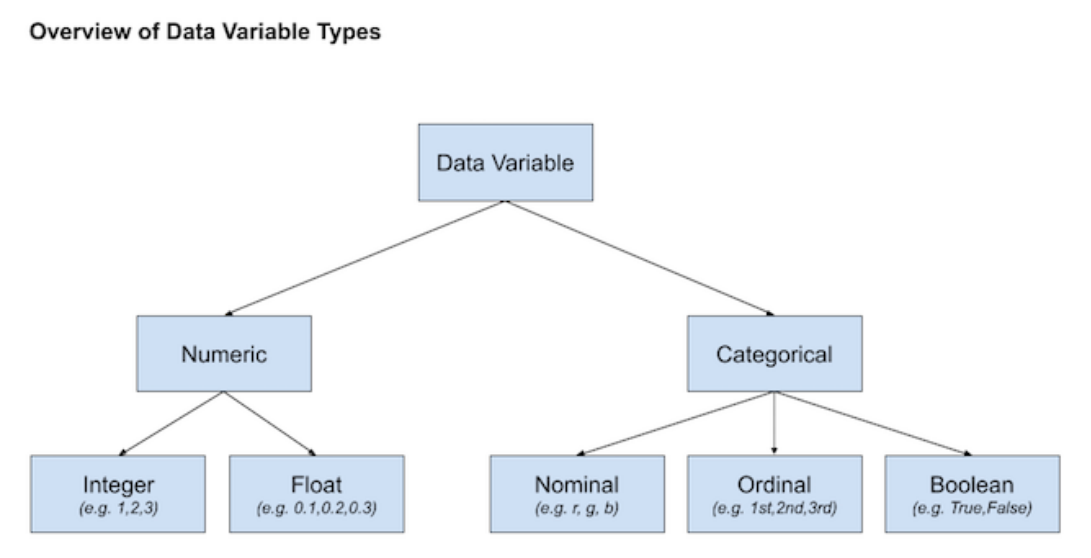 Overview of Data Variable Types
Data Variable
Numeric
Categorical
Integer
(e.g. 1,2,3)
Float
(e.g. 0.1,0.2,0.3)
Nominal
(e.g. r, g, b)
Ordinal
(e.g. 1st,2nd,3rd)
Boolean
(e.g. True,False)